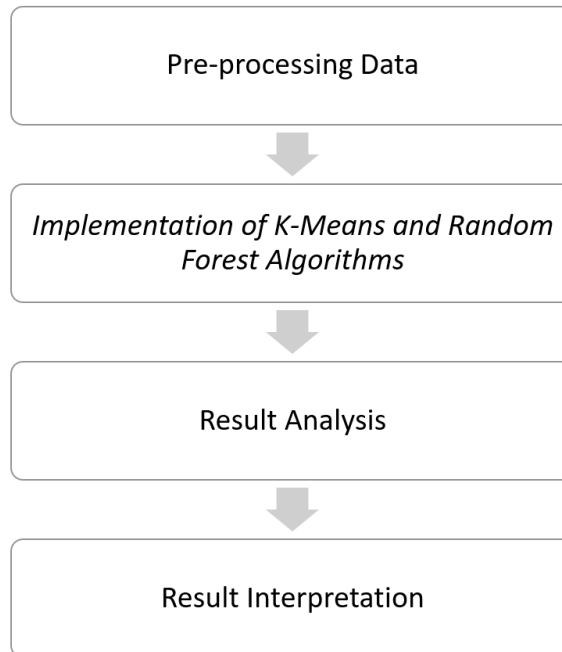 Pre-processing Data
Implementation of K-Means and Random
Forest Algorithms
Result Analysis
Result Interpretation